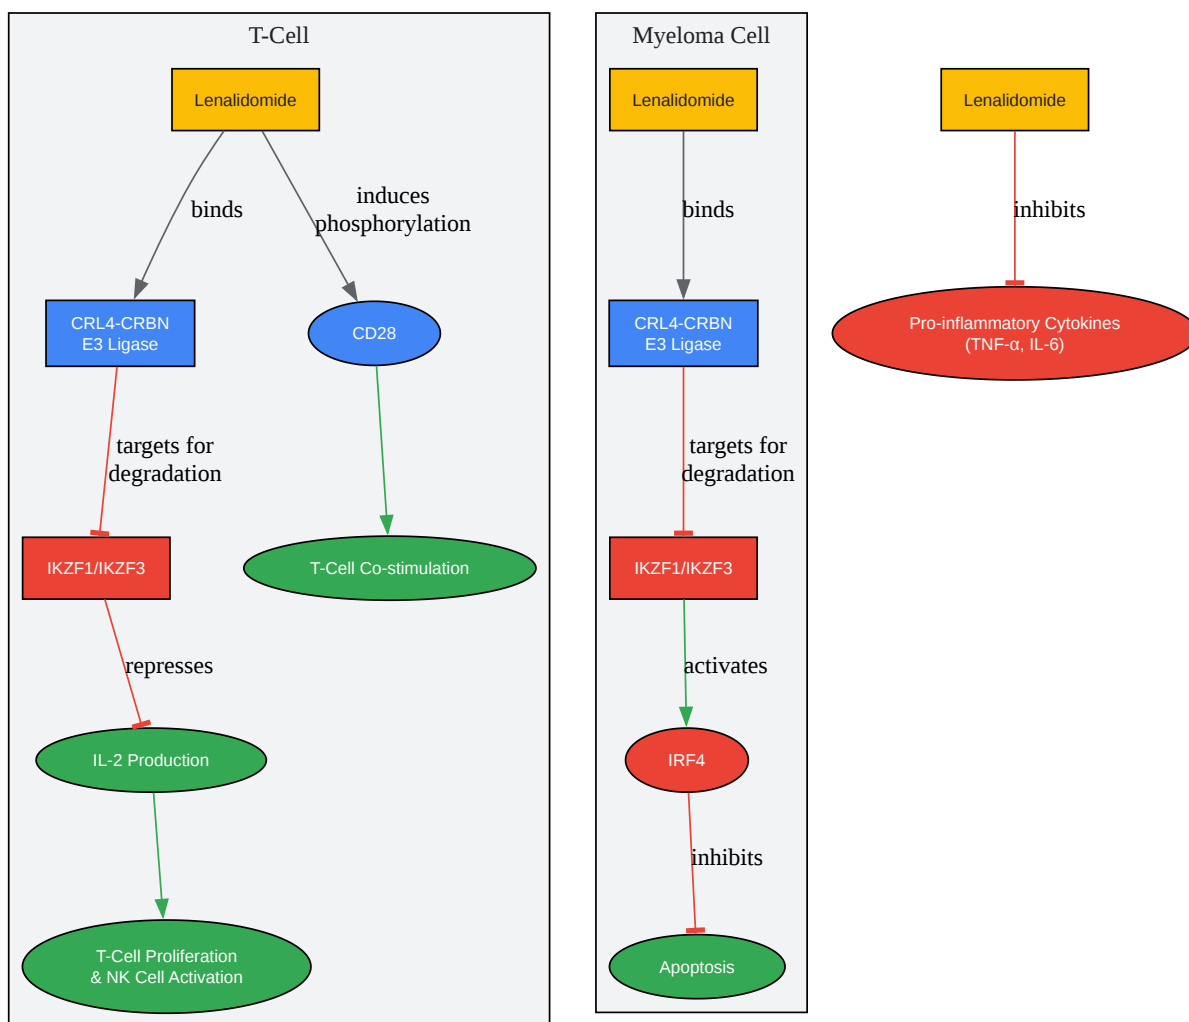 T-Cell
Lenalidomide
binds
induces
phosphorylation
CRL4-CRBN
E3 Ligase
CD28
targets for
degradation
IKZF1/IKZF3
T-Cell Co-stimulation
represses
IL-2 Production
T-Cell Proliferation
& NK Cell Activation
Myeloma Cell
Lenalidomide
binds
CRL4-CRBN
E3 Ligase
targets for
degradation
IKZF1/IKZF3
activates
IRF4
inhibits
Apoptosis
Lenalidomide
inhibits
Pro-inflammatory Cytokines
(TNF-α, IL-6)